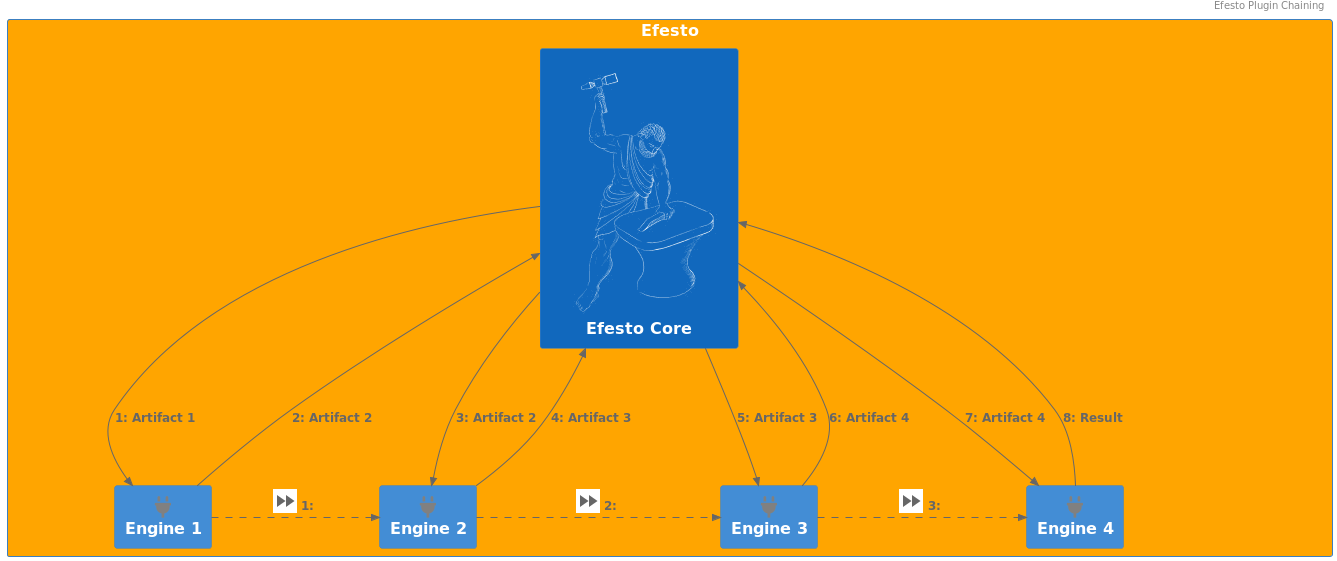 Efesto Plugin Chaining
Efesto
Efesto Core
1: Artifact 1
2: Artifact 2
3: Artifact 2
4: Artifact 3
5: Artifact 3
6: Artifact 4
7: Artifact 4
8: Result
1:
2:
3:
Engine 1
Engine 2
Engine 3
Engine 4